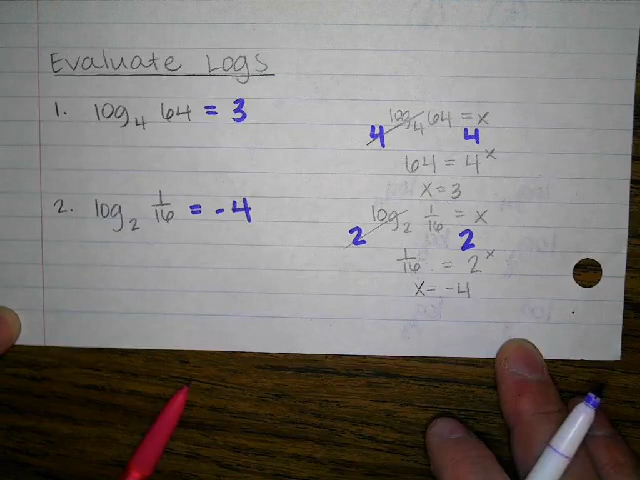 Evaluate Logs
1. log₄ 64 = 3
log₄ 64 = x
4 4
64 = 4ˣ
x = 3
2. log₂ 1/16 = -4
log₂ 1/16 = x
2 2
1/16 = 2ˣ
x = -4